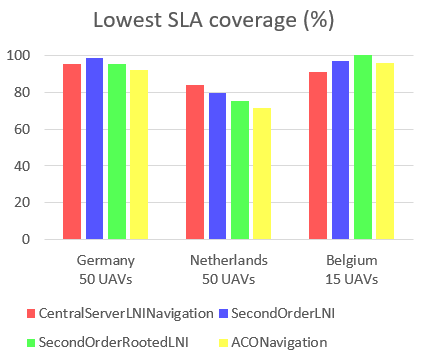 Lowest SLA coverage (%)
100
80
60
40
20
0
Germany
50 UAVs
Netherlands
50 UAVs
Belgium
15 UAVs
CentralServerLNINavigation
SecondOrderLNI
SecondOrderRootedLNI
ACONavigation